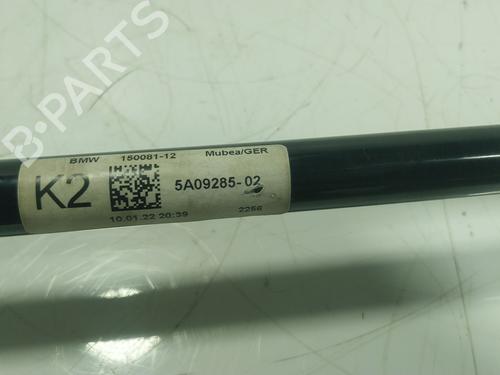 B-PARTS
BMW 150081-12 Mubea/GER
K2 5A09285-02
10.01.22 20:39 2256